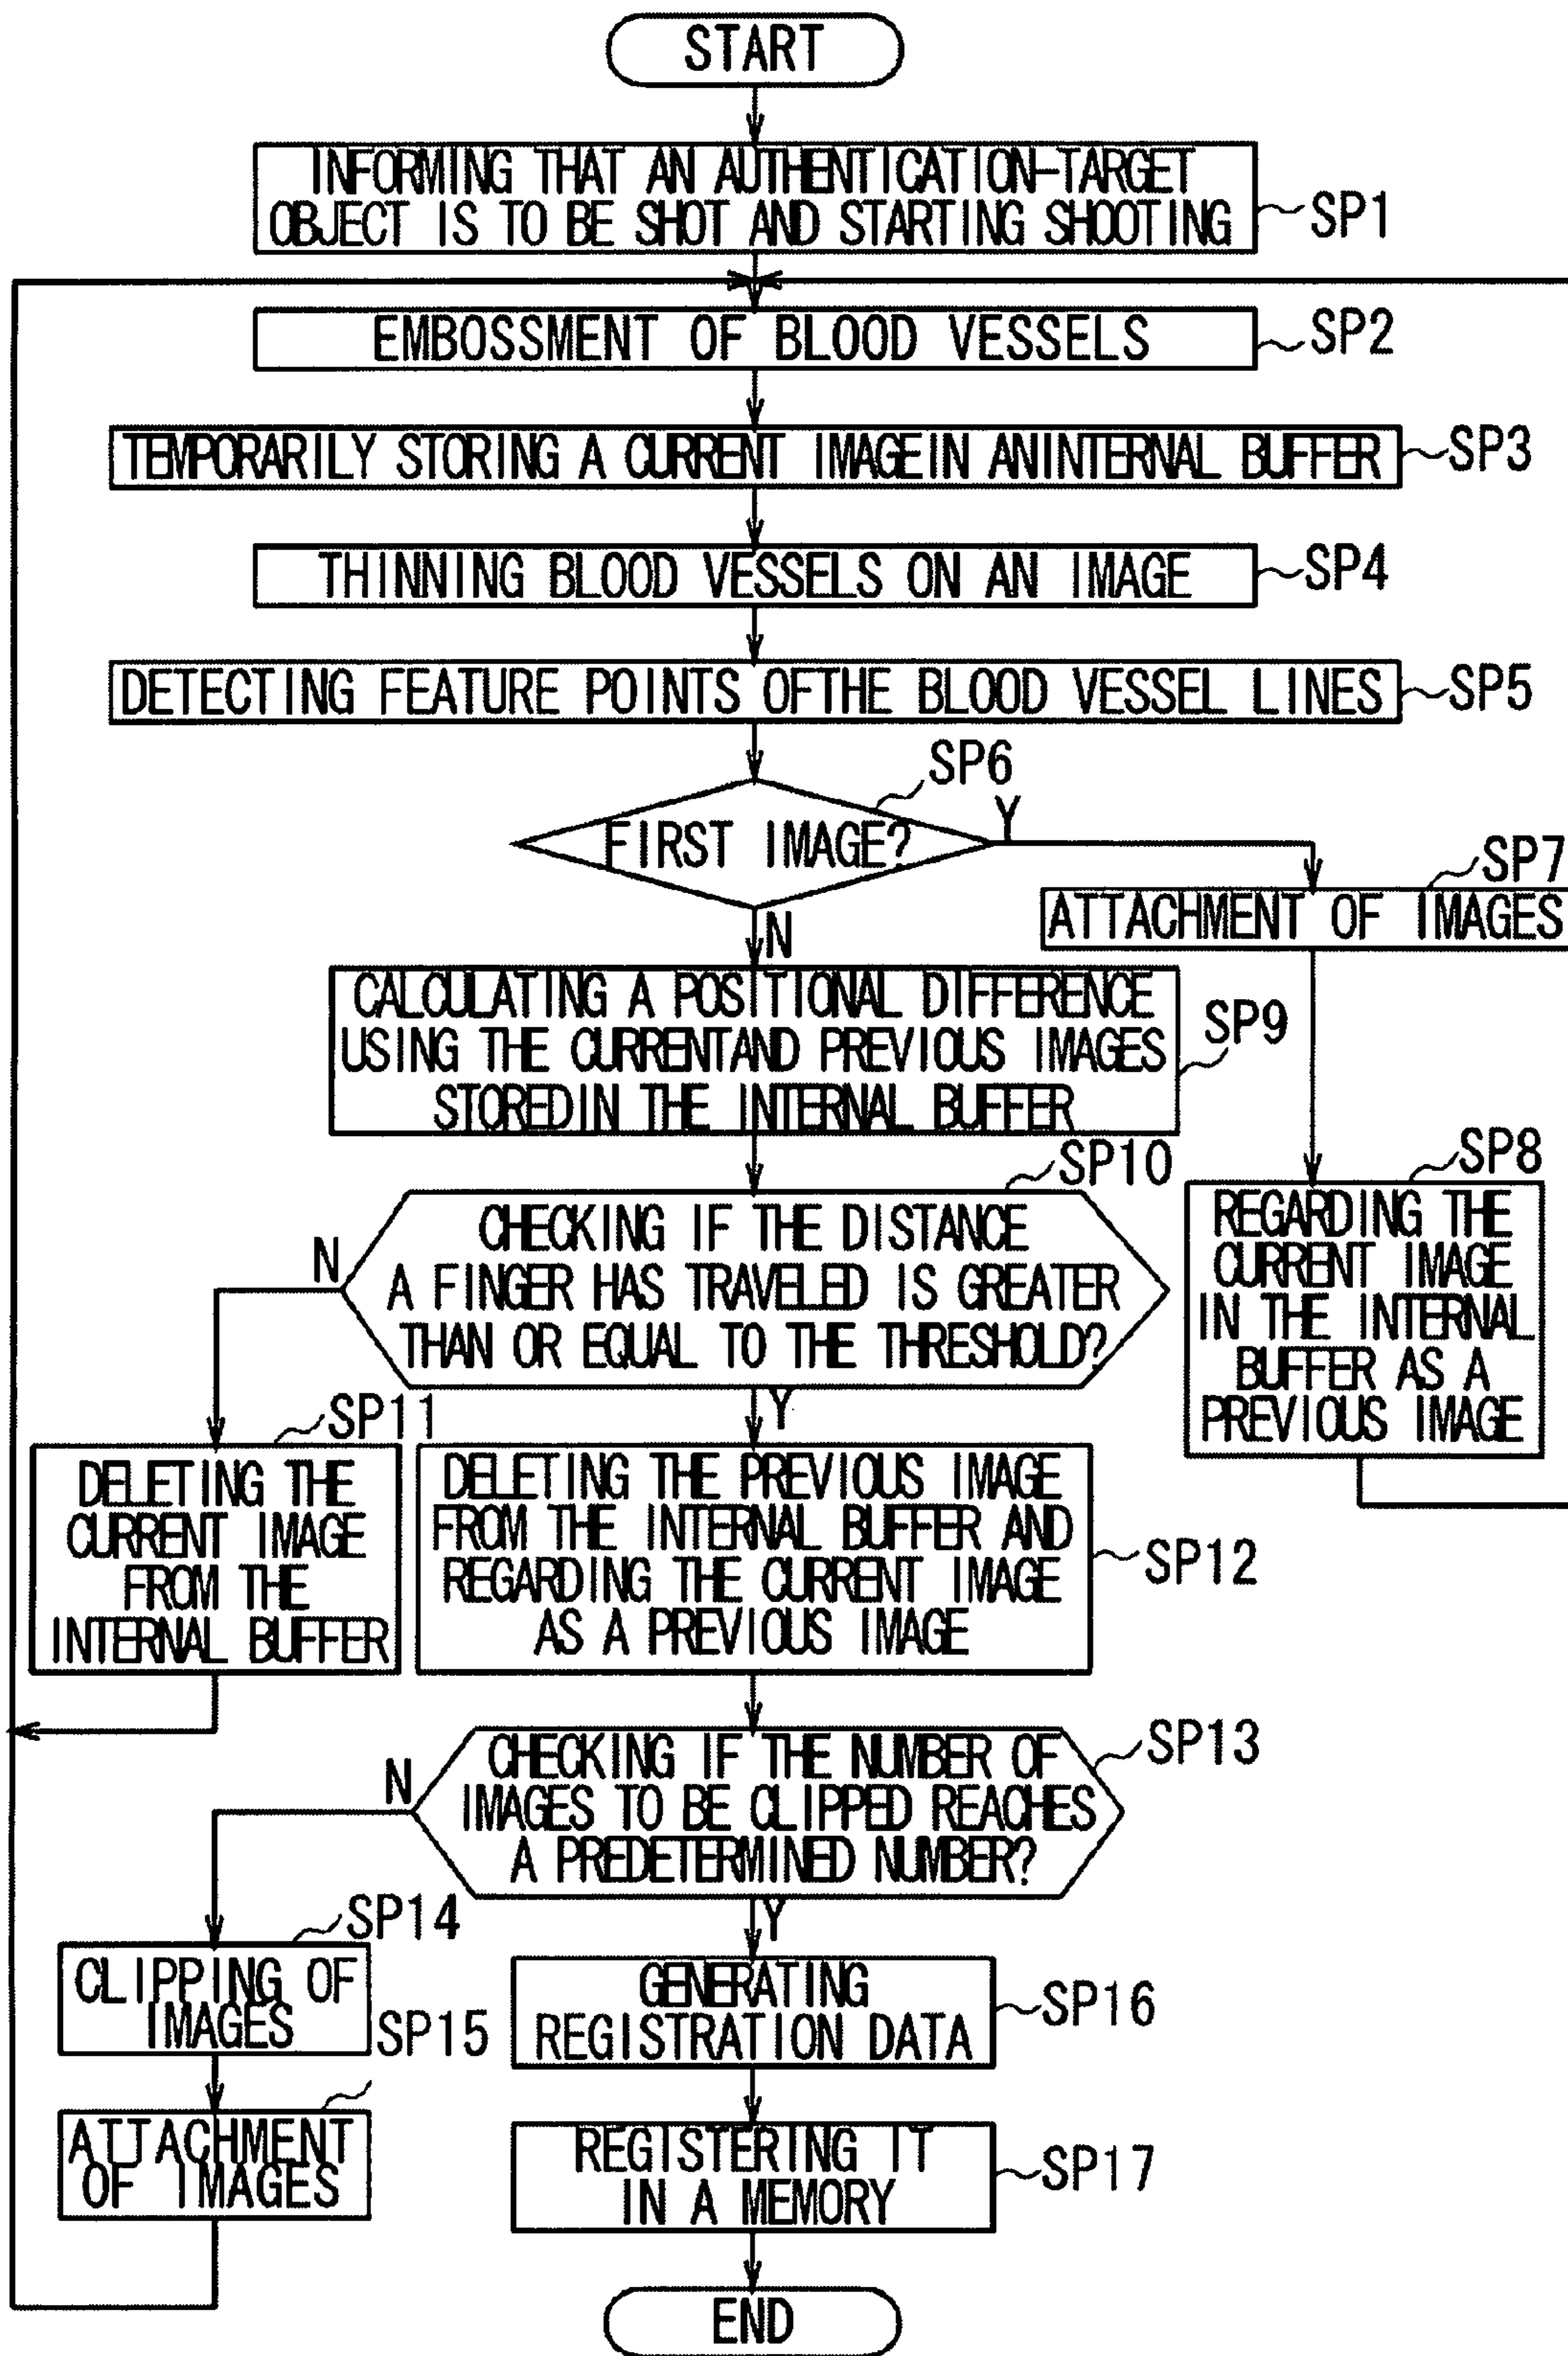 START
INFORMING THAT AN AUTHENTICATION-TARGET
OBJECT IS TO BE SHOT AND STARTING SHOOTING
SP1
EMBOSSMENT OF BLOOD VESSELS
SP2
TEMPORARILY STORING A CURRENT IMAGEIN ANINTERNAL BUFFER
SP3
THINNING BLOOD VESSELS ON AN IMAGE
SP4
DETECTING FEATURE POINTS OFTHE BLOOD VESSEL LINES
SP5
SP6
FIRST IMAGE?
Y
N
SP7
ATTACHMENT OF IMAGES
SP8
REGARDING THE
CURRENT IMAGE
IN THE INTERNAL
BUFFER AS A
PREVIOUS IMAGE
CALCULATING A POSITIONAL DIFFERENCE
USING THE CURRENTAND PREVIOUS IMAGES
STOREDIN THE INTERNAL BUFFER
SP9
SP10
CHECKING IF THE DISTANCE
A FINGER HAS TRAVELED IS GREATER
THAN OR EQUAL TO THE THRESHOLD?
N
Y
SP11
DELETING THE
CURRENT IMAGE
FROM THE
INTERNAL BUFFER
DELETING THE PREVIOUS IMAGE
FROM THE INTERNAL BUFFER AND
REGARDING THE CURRENT IMAGE
AS A PREVIOUS IMAGE
SP12
CHECKING IF THE NUMBER OF
IMAGES TO BE CLIPPED REACHES
A PREDETERMINED NUMBER?
SP13
N
Y
SP14
CLIPPING OF
IMAGES
SP15
ATTACHMENT
OF IMAGES
GENERATING
REGISTRATION DATA
SP16
REGISTERING IT
IN A MEMORY
SP17
END